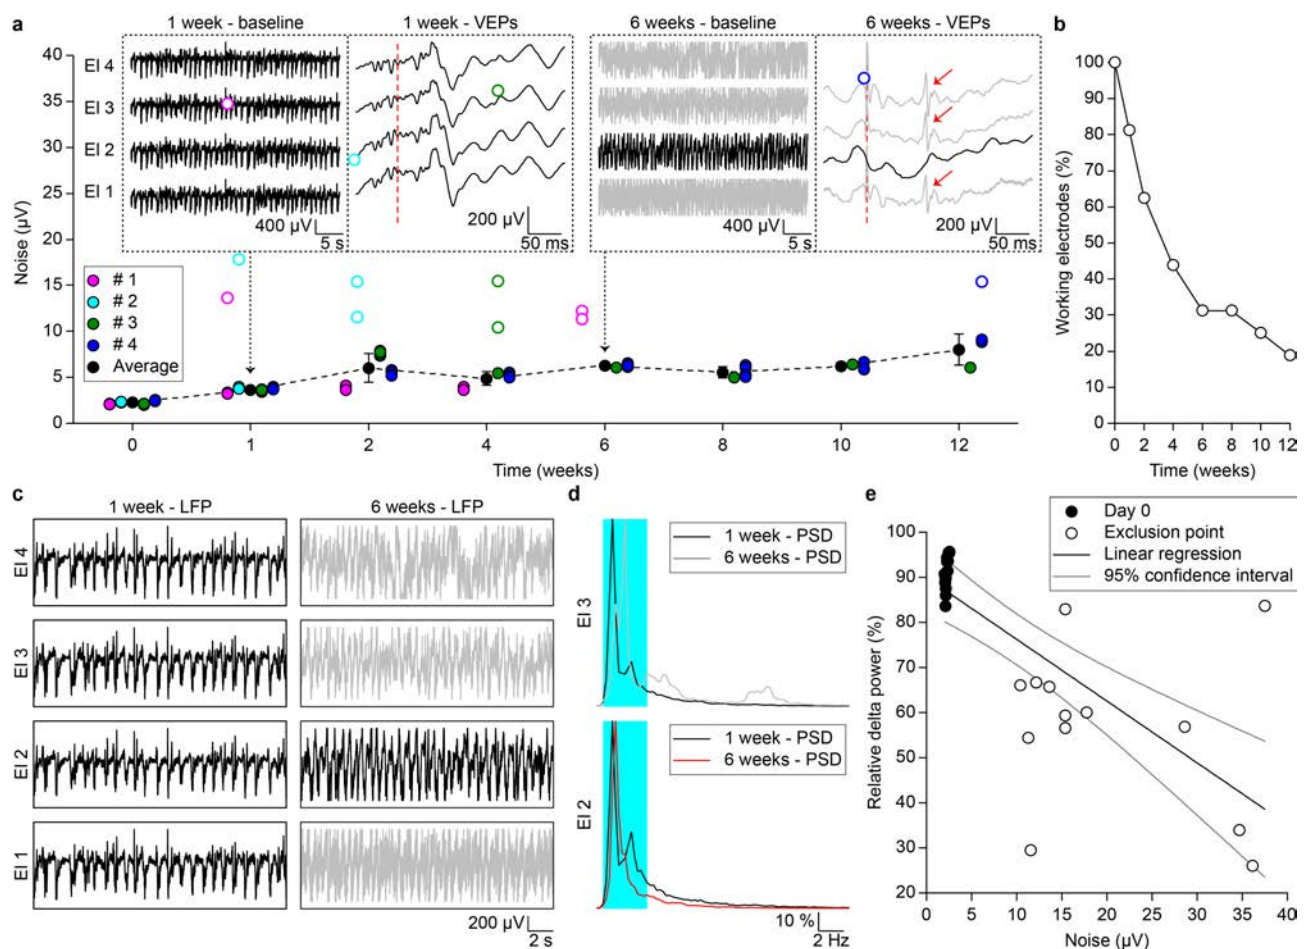 a
1 week - baseline
1 week - VEPs
6 weeks - baseline
6 weeks - VEPs
El 4
El 3
El 2
El 1
400 µV
5 s
200 µV
50 ms
400 µV
5 s
200 µV
50 ms
40
35
30
25
20
15
10
5
0
Noise (µV)
# 1
# 2
# 3
# 4
Average
0
1
2
4
6
8
10
12
Time (weeks)
b
100
90
80
70
60
50
40
30
20
10
0
Working electrodes (%)
0
2
4
6
8
10
12
Time (weeks)
c
1 week - LFP
6 weeks - LFP
El 4
El 3
El 2
El 1
200 µV
2 s
d
1 week - PSD
6 weeks - PSD
El 3
1 week - PSD
6 weeks - PSD
El 2
10 %
2 Hz
e
Day 0
Exclusion point
Linear regression
95% confidence interval
100
90
80
70
60
50
40
30
20
Relative delta power (%)
0
5
10
15
20
25
30
35
40
Noise (µV)